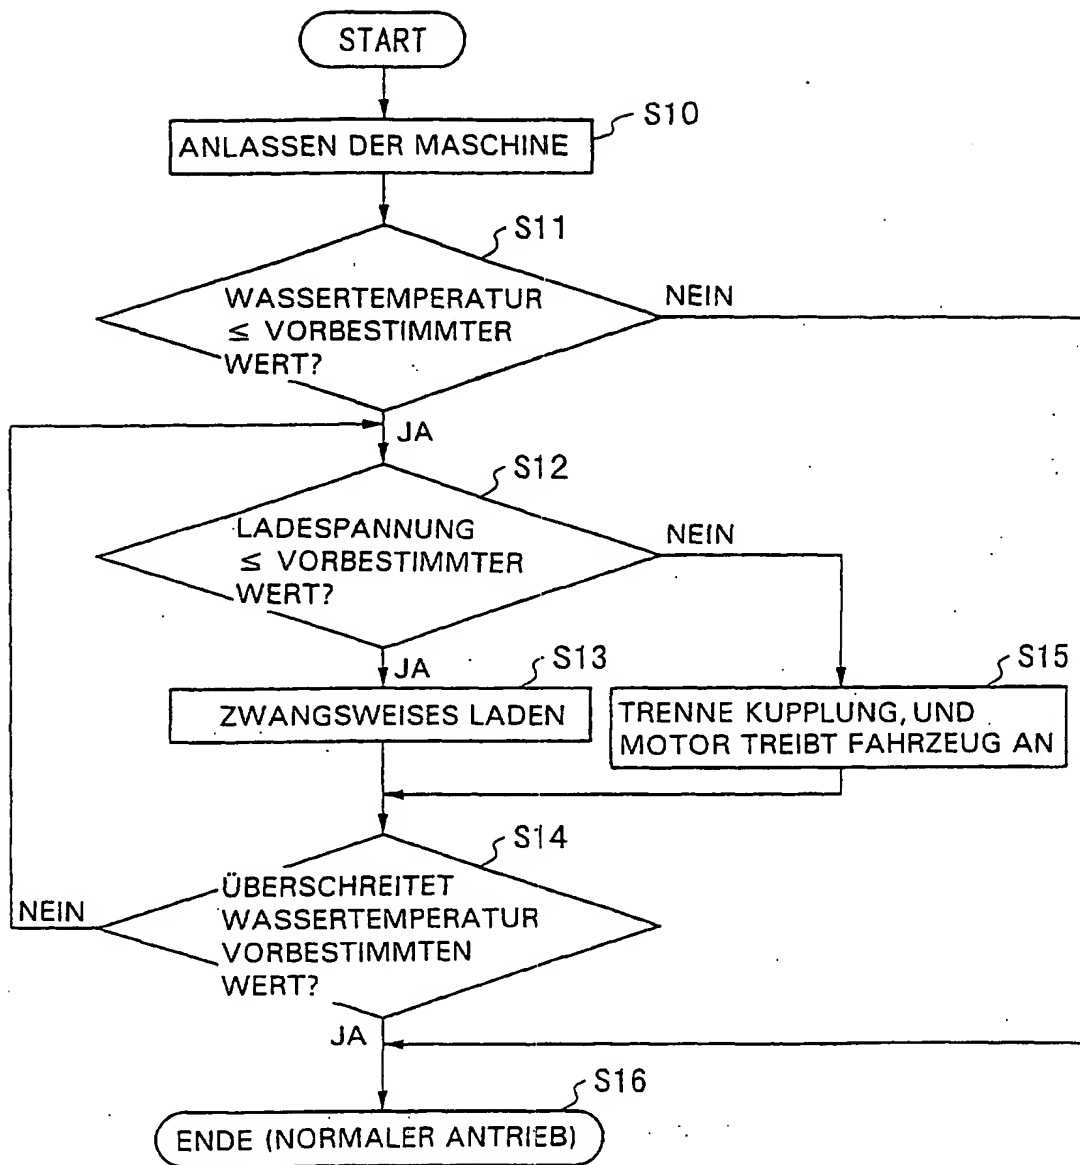 START
S10
ANLASSEN DER MASCHINE
S11
WASSERTEMPERATUR
≤ VORBESTIMMTER
WERT?
NEIN
JA
S12
LADESPANNUNG
≤ VORBESTIMMTER
WERT?
NEIN
JA
S13
ZWANGSWEISES LADEN
S15
TRENNE KUPPLUNG, UND
MOTOR TREIBT FAHRZEUG AN
S14
ÜBERSCHREITET
WASSERTEMPERATUR
VORBESTIMMTEN
WERT?
NEIN
JA
S16
ENDE (NORMALER ANTRIEB)